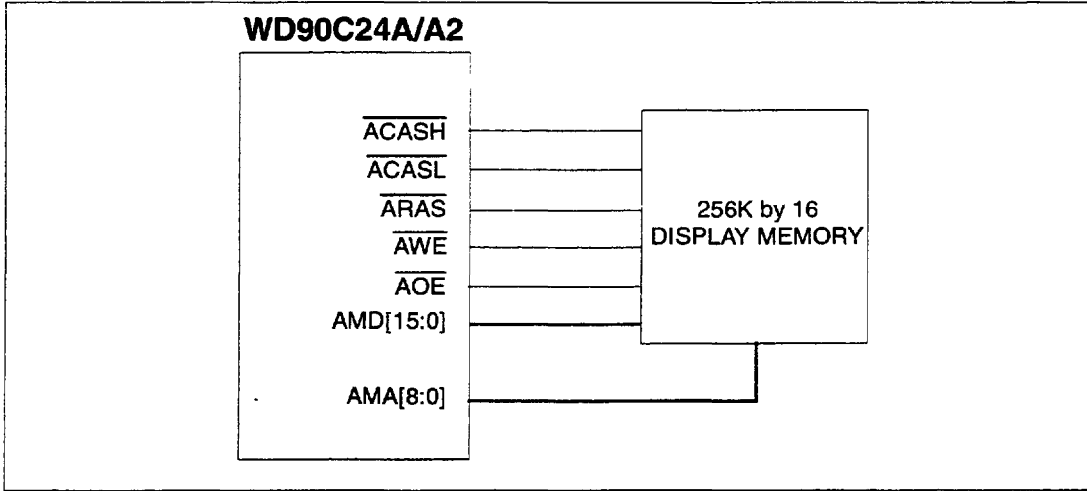 WD90C24A/A2
ACASH
ACASL
ARAS
AWE
AOE
AMD[15:0]
AMA[8:0]
256K by 16
DISPLAY MEMORY